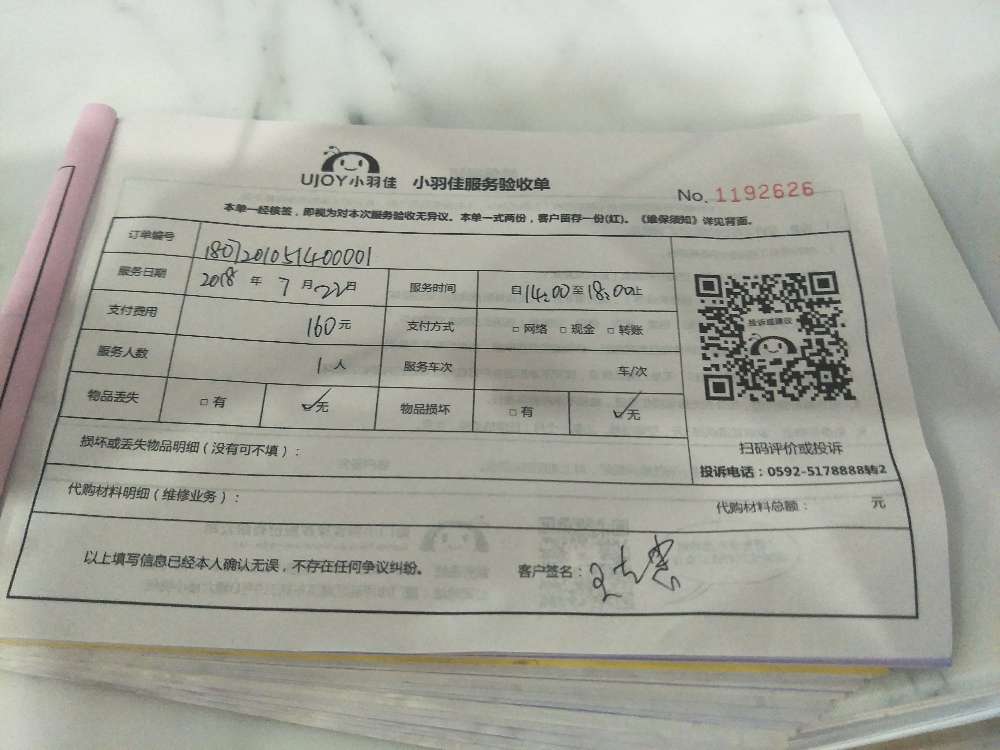 UJOY小羽佳 小羽佳服务验收单
No. 1192626
本单一经核签，即视为对本次服务验收无异议。本单一式两份，客户留存一份(红)。《维保须知》详见背面。
订单编号 1807201051400001
服务日期 2018 年 7 月 22 日 服务时间 自 14:00 至 18:00 止
支付费用 160 元 支付方式 □ 网络 □ 现金 □ 转账
服务人数 1 人 服务车次 车/次
物品丢失 □ 有 ☑ 无 物品损坏 □ 有 ☑ 无
投诉或建议
扫码评价或投诉
投诉电话：0592-5178888转2
损坏或丢失物品明细（没有可不填）：
代购材料明细（维修业务）： 代购材料总额： 元
以上填写信息已经本人确认无误，不存在任何争议纠纷。 客户签名：